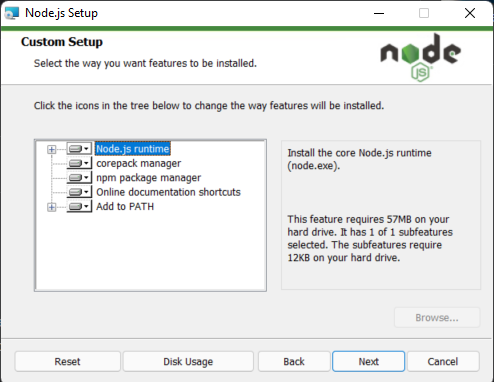 Node.js Setup
Custom Setup
Select the way you want features to be installed.
node
JS
Click the icons in the tree below to change the way features will be installed.
Node.js runtime
corepack manager
npm package manager
Online documentation shortcuts
Add to PATH
Install the core Node.js runtime
(node.exe).
This feature requires 57MB on your
hard drive. It has 1 of 1 subfeatures
selected. The subfeatures require
12KB on your hard drive.
Browse...
Reset
Disk Usage
Back
Next
Cancel